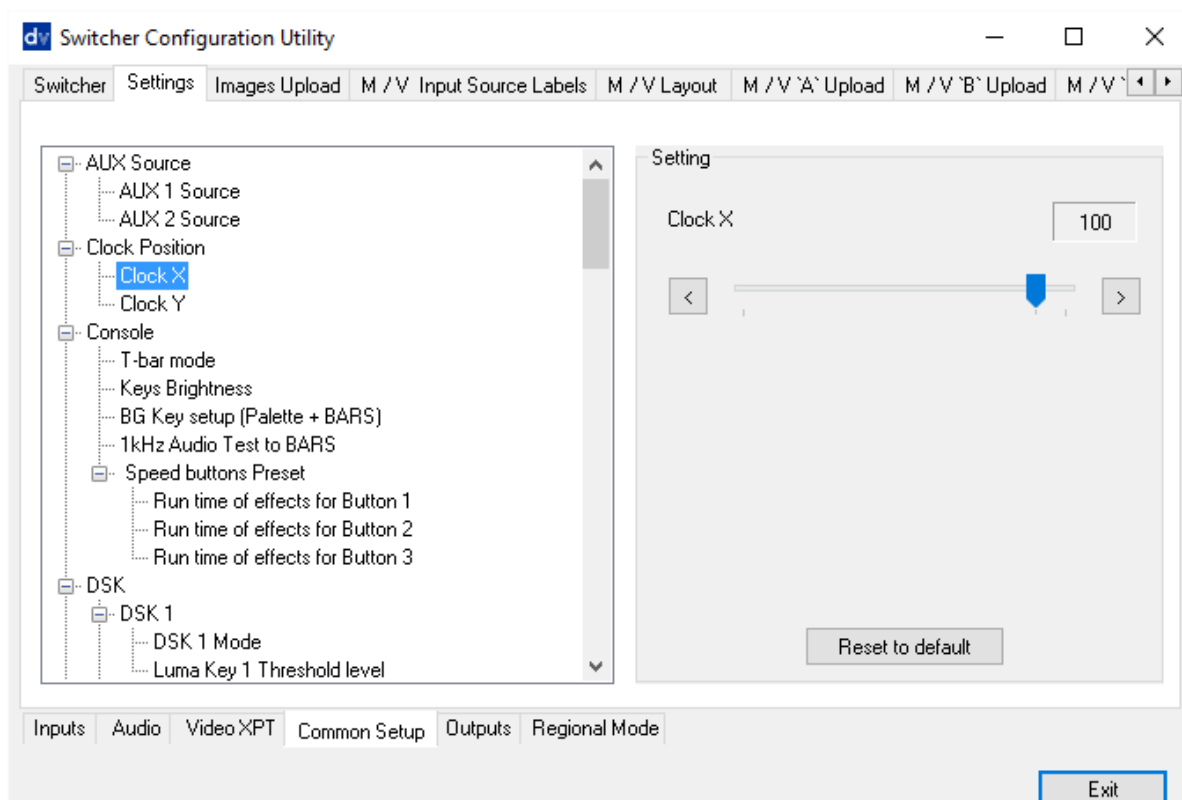 dv Switcher Configuration Utility
Switcher Settings Images Upload M / V Input Source Labels M / V Layout M / V `A` Upload M / V `B` Upload M / V `
Setting
AUX Source
AUX 1 Source
AUX 2 Source
Clock Position
Clock X
Clock Y
Console
T-bar mode
Keys Brightness
BG Key setup (Palette + BARS)
1kHz Audio Test to BARS
Speed buttons Preset
Run time of effects for Button 1
Run time of effects for Button 2
Run time of effects for Button 3
DSK
DSK 1
DSK 1 Mode
Luma Key 1 Threshold level
Clock X 100
< >
Reset to default
Inputs Audio Video XPT Common Setup Outputs Regional Mode
Exit